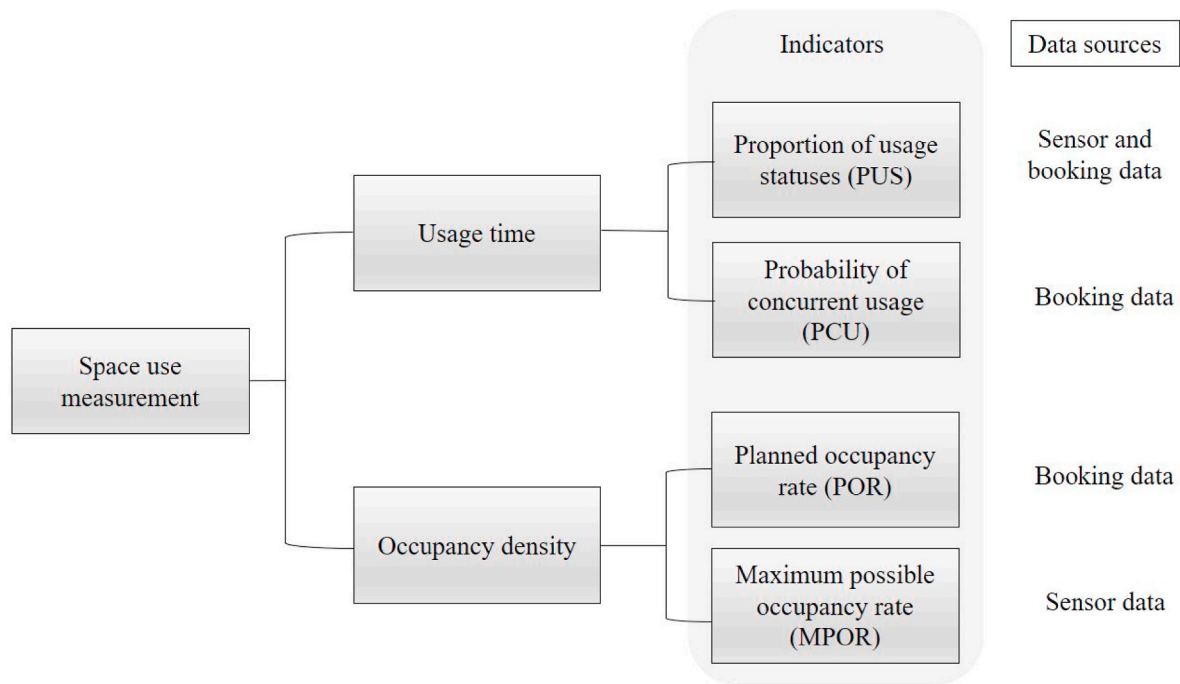 Indicators
Data sources
Proportion of usage
statuses (PUS)
Sensor and
booking data
Usage time
Probability of
concurrent usage
(PCU)
Booking data
Space use
measurement
Planned occupancy
rate (POR)
Booking data
Occupancy density
Maximum possible
occupancy rate
(MPOR)
Sensor data